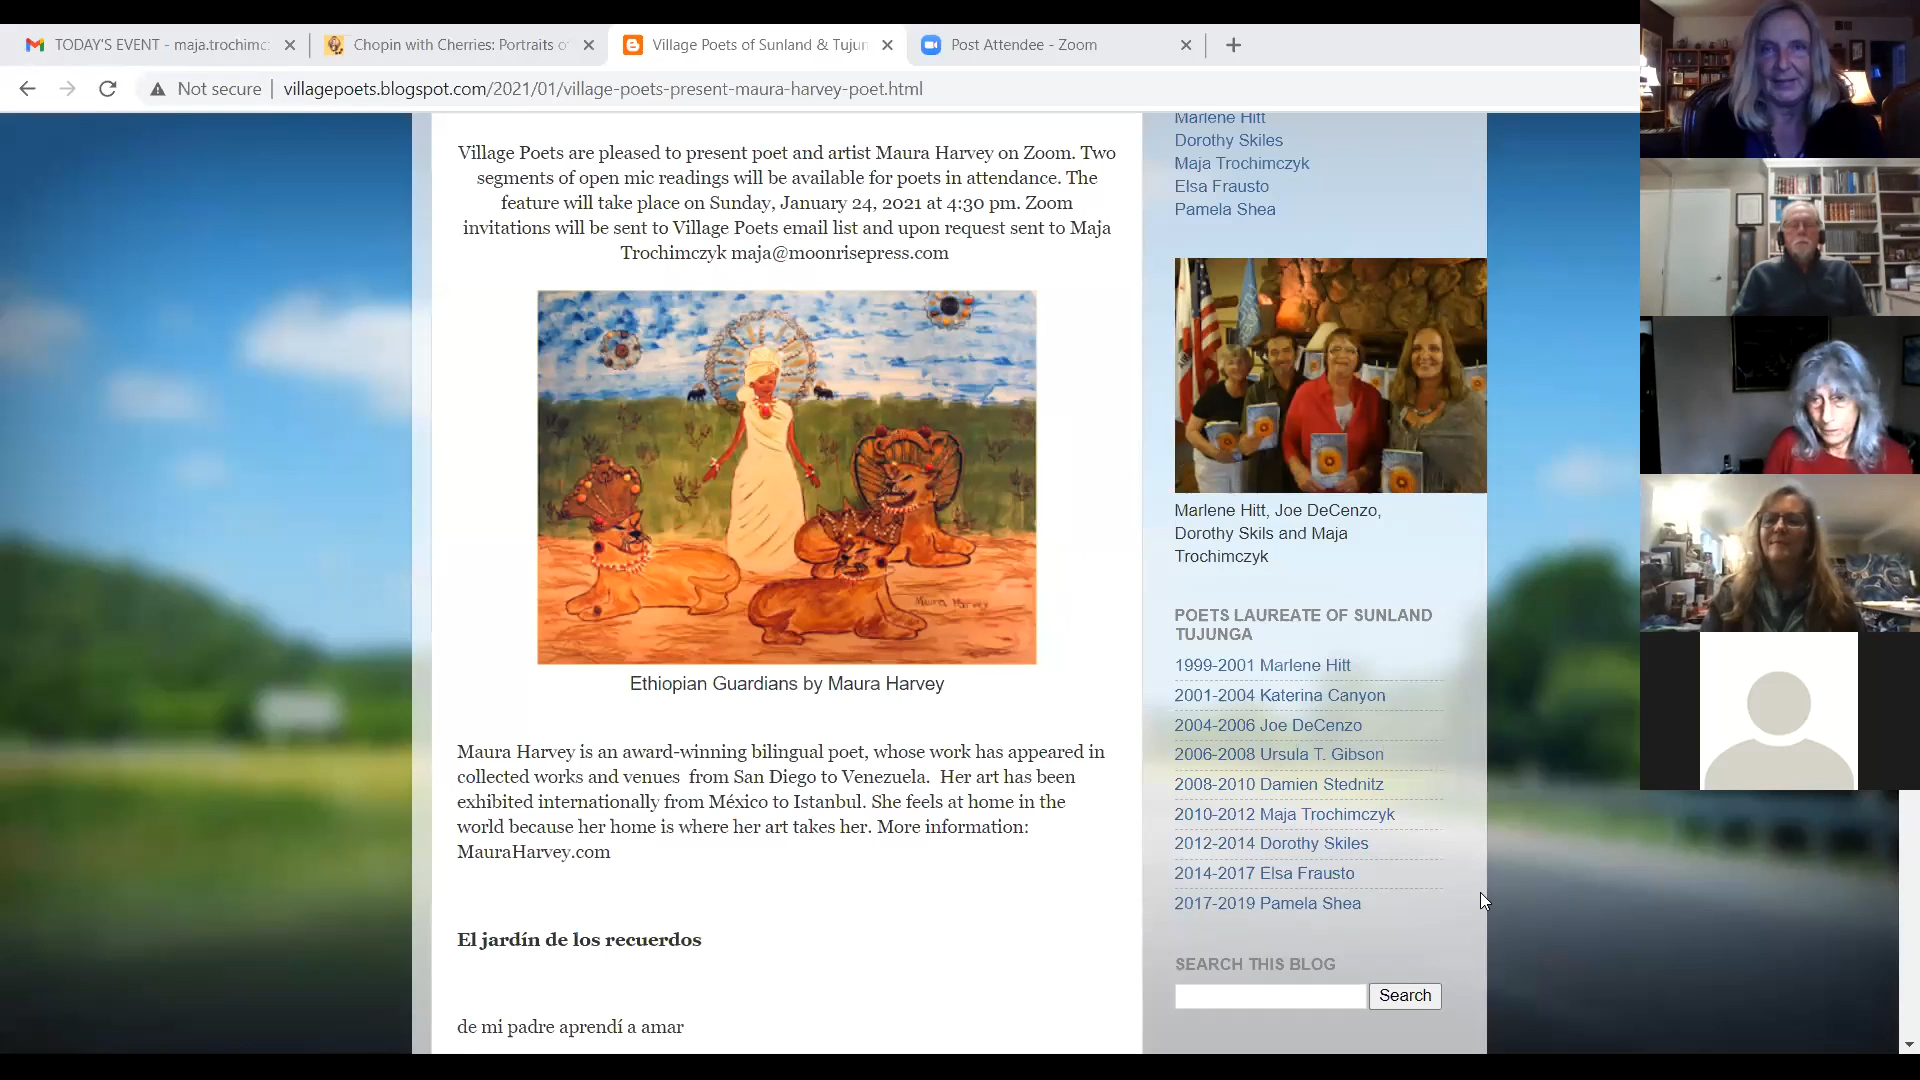 TODAY'S EVENT - maja.trochimc
Chopin with Cherries: Portraits o
Village Poets of Sunland & Tujun
Post Attendee - Zoom
Not secure
villagepoets.blogspot.com/2021/01/village-poets-present-maura-harvey-poet.html
Village Poets are pleased to present poet and artist Maura Harvey on Zoom. Two
segments of open mic readings will be available for poets in attendance. The
feature will take place on Sunday, January 24, 2021 at 4:30 pm. Zoom
invitations will be sent to Village Poets email list and upon request sent to Maja
Trochimczyk maja@moonrisepress.com
Maura Harvey
Ethiopian Guardians by Maura Harvey
Maura Harvey is an award-winning bilingual poet, whose work has appeared in
collected works and venues  from San Diego to Venezuela.  Her art has been
exhibited internationally from México to Istanbul. She feels at home in the
world because her home is where her art takes her. More information:
MauraHarvey.com
El jardín de los recuerdos
de mi padre aprendí a amar
Marlene Hitt
Dorothy Skiles
Maja Trochimczyk
Elsa Frausto
Pamela Shea
Marlene Hitt, Joe DeCenzo,
Dorothy Skils and Maja
Trochimczyk
POETS LAUREATE OF SUNLAND
TUJUNGA
1999-2001 Marlene Hitt
2001-2004 Katerina Canyon
2004-2006 Joe DeCenzo
2006-2008 Ursula T. Gibson
2008-2010 Damien Stednitz
2010-2012 Maja Trochimczyk
2012-2014 Dorothy Skiles
2014-2017 Elsa Frausto
2017-2019 Pamela Shea
SEARCH THIS BLOG
Search